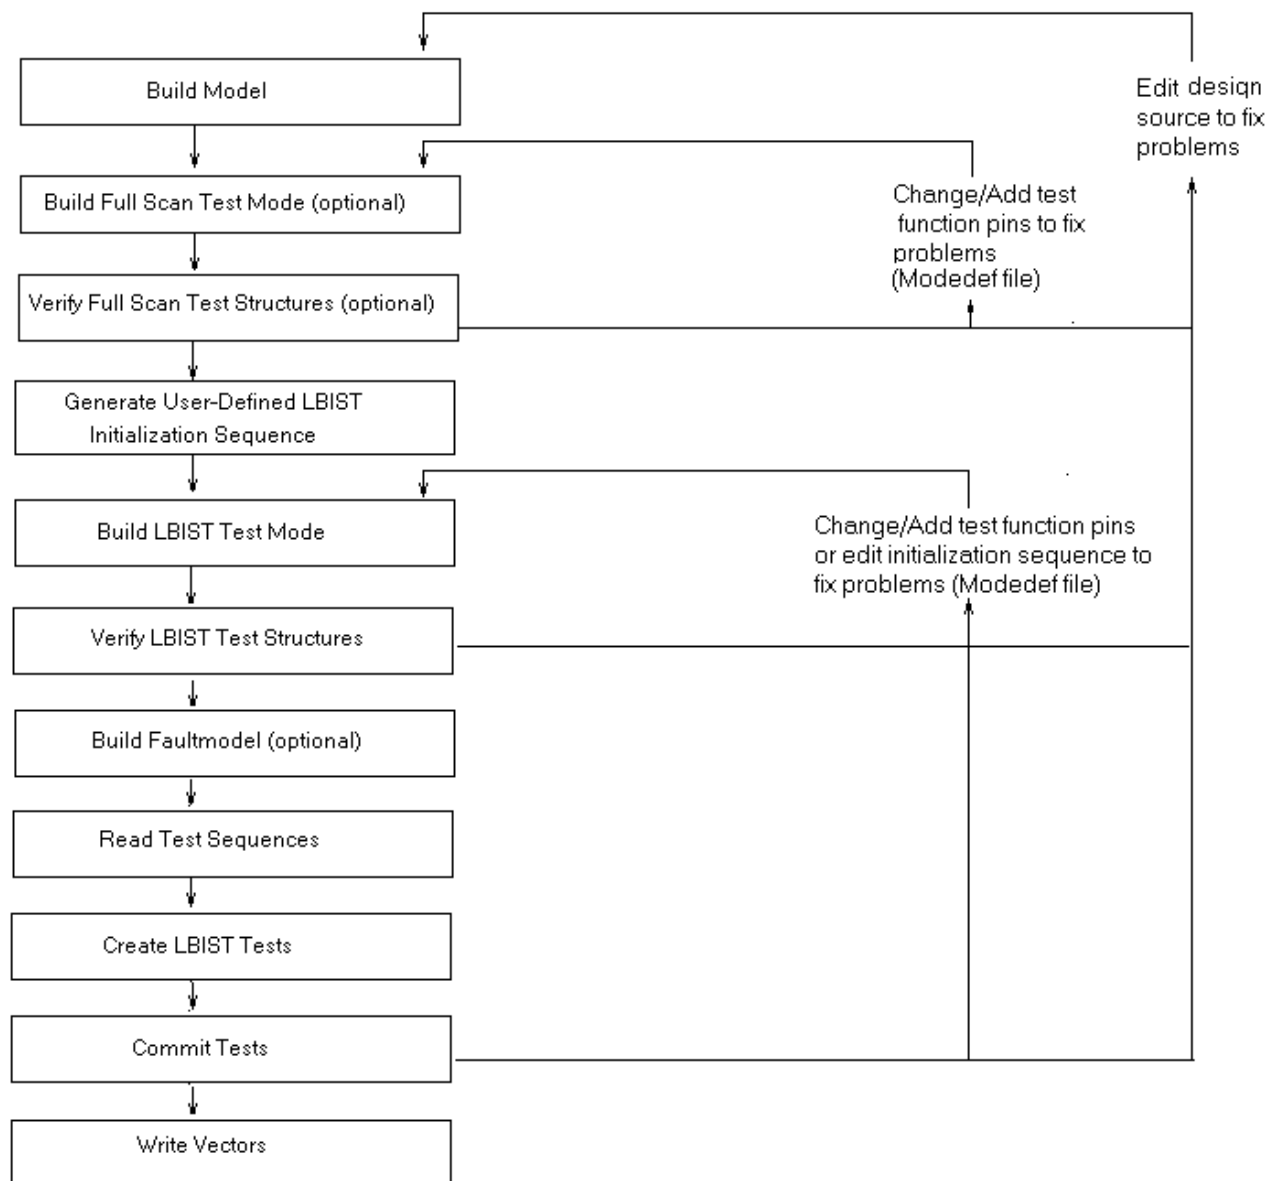 Build Model
Edit design
source to fix
problems
Build Full Scan Test Mode (optional)
Change/Add test
function pins to fix
problems
(Modedef file)
Verify Full Scan Test Structures (optional)
Generate User-Defined LBIST
Initialization Sequence
Build LBIST Test Mode
Change/Add test function pins
or edit initialization sequence to
fix problems (Modedef file)
Verify LBIST Test Structures
Build Faultmodel (optional)
Read Test Sequences
Create LBIST Tests
Commit Tests
Write Vectors